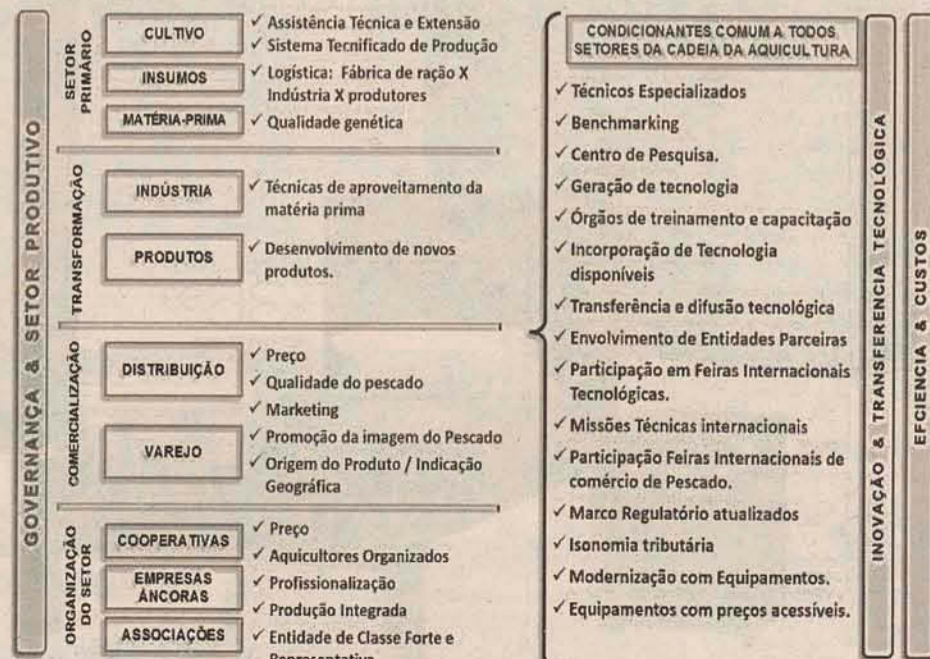 GOVERNANÇA & SETOR PRODUTIVO
SETOR
PRIMÁRIO
CULTIVO
✓ Assistência Técnica e Extensão
✓ Sistema Tecnificado de Produção
INSUMOS
✓ Logística: Fábrica de ração X
Indústria X produtores
MATÉRIA-PRIMA
✓ Qualidade genética
TRANSFORMAÇÃO
INDÚSTRIA
✓ Técnicas de aproveitamento da
matéria prima
PRODUTOS
✓ Desenvolvimento de novos
produtos.
COMERCIALIZAÇÃO
DISTRIBUIÇÃO
✓ Preço
✓ Qualidade do pescado
✓ Marketing
VAREJO
✓ Promoção da imagem do Pescado
✓ Origem do Produto / Indicação
Geográfica
ORGANIZAÇÃO
DO SETOR
COOPERATIVAS
✓ Preço
✓ Aquicultores Organizados
EMPRESAS
ÂNCORAS
✓ Profissionalização
✓ Produção Integrada
ASSOCIAÇÕES
✓ Entidade de Classe Forte e
Representativa
CONDICIONANTES COMUM A TODOS
SETORES DA CADEIA DA AQUICULTURA
✓ Técnicos Especializados
✓ Benchmarking
✓ Centro de Pesquisa.
✓ Geração de tecnologia
✓ Órgãos de treinamento e capacitação
✓ Incorporação de Tecnologia
disponíveis
✓ Transferência e difusão tecnológica
✓ Envolvimento de Entidades Parceiras
✓ Participação em Feiras Internacionais
Tecnológicas.
✓ Missões Técnicas internacionais
✓ Participação Feiras Internacionais de
comércio de Pescado.
✓ Marco Regulatório atualizados
✓ Isonomia tributária
✓ Modernização com Equipamentos.
✓ Equipamentos com preços acessíveis.
INOVAÇÃO & TRANSFERENCIA TECNOLÓGICA
EFCIENCIA & CUSTOS